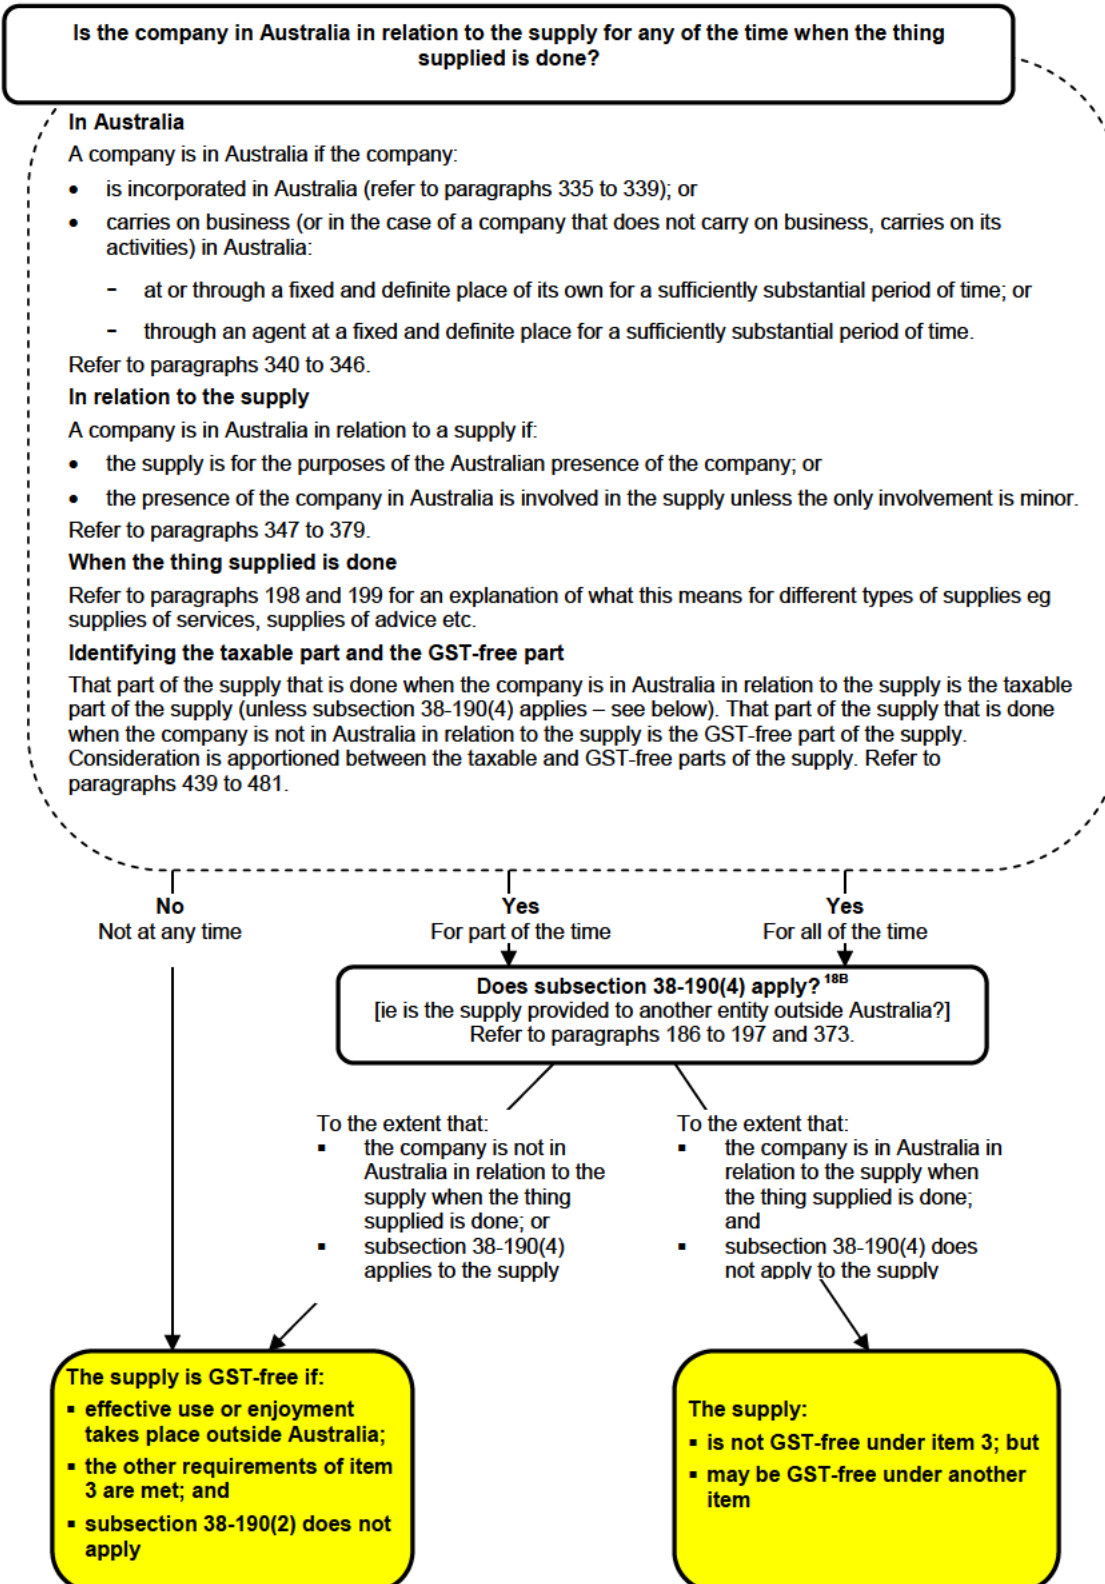 Is the company in Australia in relation to the supply for any of the time when the thing
supplied is done?
In Australia
A company is in Australia if the company:
• is incorporated in Australia (refer to paragraphs 335 to 339); or
• carries on business (or in the case of a company that does not carry on business, carries on its
activities) in Australia:
- at or through a fixed and definite place of its own for a sufficiently substantial period of time; or
- through an agent at a fixed and definite place for a sufficiently substantial period of time.
Refer to paragraphs 340 to 346.
In relation to the supply
A company is in Australia in relation to a supply if:
• the supply is for the purposes of the Australian presence of the company; or
• the presence of the company in Australia is involved in the supply unless the only involvement is minor.
Refer to paragraphs 347 to 379.
When the thing supplied is done
Refer to paragraphs 198 and 199 for an explanation of what this means for different types of supplies eg
supplies of services, supplies of advice etc.
Identifying the taxable part and the GST-free part
That part of the supply that is done when the company is in Australia in relation to the supply is the taxable
part of the supply (unless subsection 38-190(4) applies – see below). That part of the supply that is done
when the company is not in Australia in relation to the supply is the GST-free part of the supply.
Consideration is apportioned between the taxable and GST-free parts of the supply. Refer to
paragraphs 439 to 481.
No
Not at any time
Yes
For part of the time
Yes
For all of the time
Does subsection 38-190(4) apply? 18B
[ie is the supply provided to another entity outside Australia?]
Refer to paragraphs 186 to 197 and 373.
To the extent that:
▪ the company is not in
Australia in relation to the
supply when the thing
supplied is done; or
▪ subsection 38-190(4)
applies to the supply
To the extent that:
▪ the company is in Australia in
relation to the supply when
the thing supplied is done;
and
▪ subsection 38-190(4) does
not apply to the supply
The supply is GST-free if:
▪ effective use or enjoyment
takes place outside Australia;
▪ the other requirements of item
3 are met; and
▪ subsection 38-190(2) does not
apply
The supply:
▪ is not GST-free under item 3; but
▪ may be GST-free under another
item